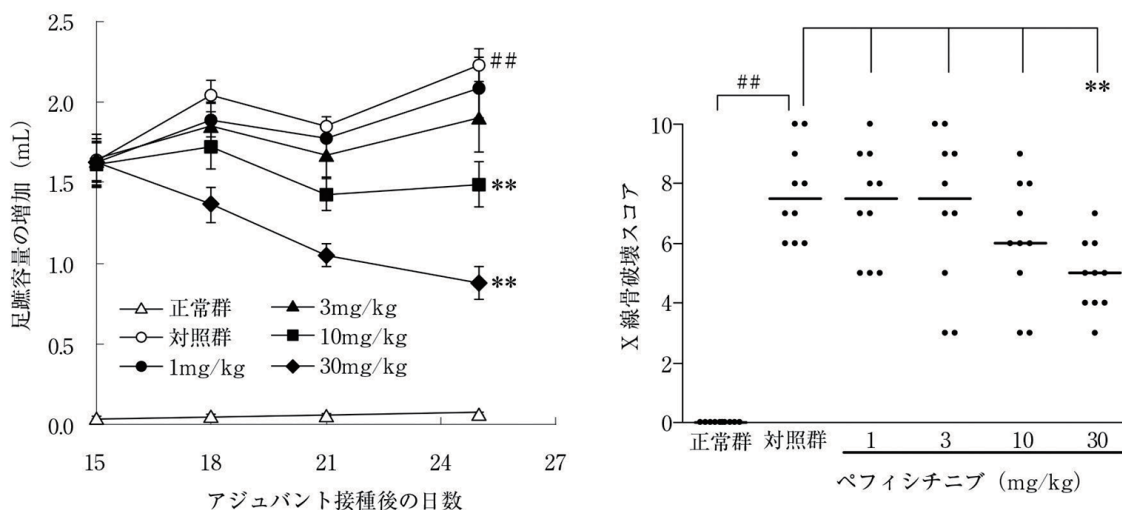 2.5
2.0
1.5
1.0
0.5
0.0
足蹠容量の増加（mL）
##
**
**
正常群
対照群
1mg/kg
3mg/kg
10mg/kg
30mg/kg
15 18 21 24 27
アジュバント接種後の日数
##
**
10
8
6
4
2
0
X 線骨破壊スコア
正常群 対照群 1 3 10 30
ペフィシチニブ（mg/kg）